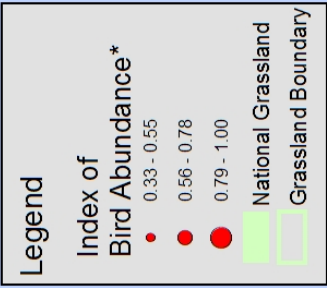 Legend
Index of
Bird Abundance*
0.33 - 0.55
0.56 - 0.78
0.79 - 1.00
National Grassland
Grassland Boundary